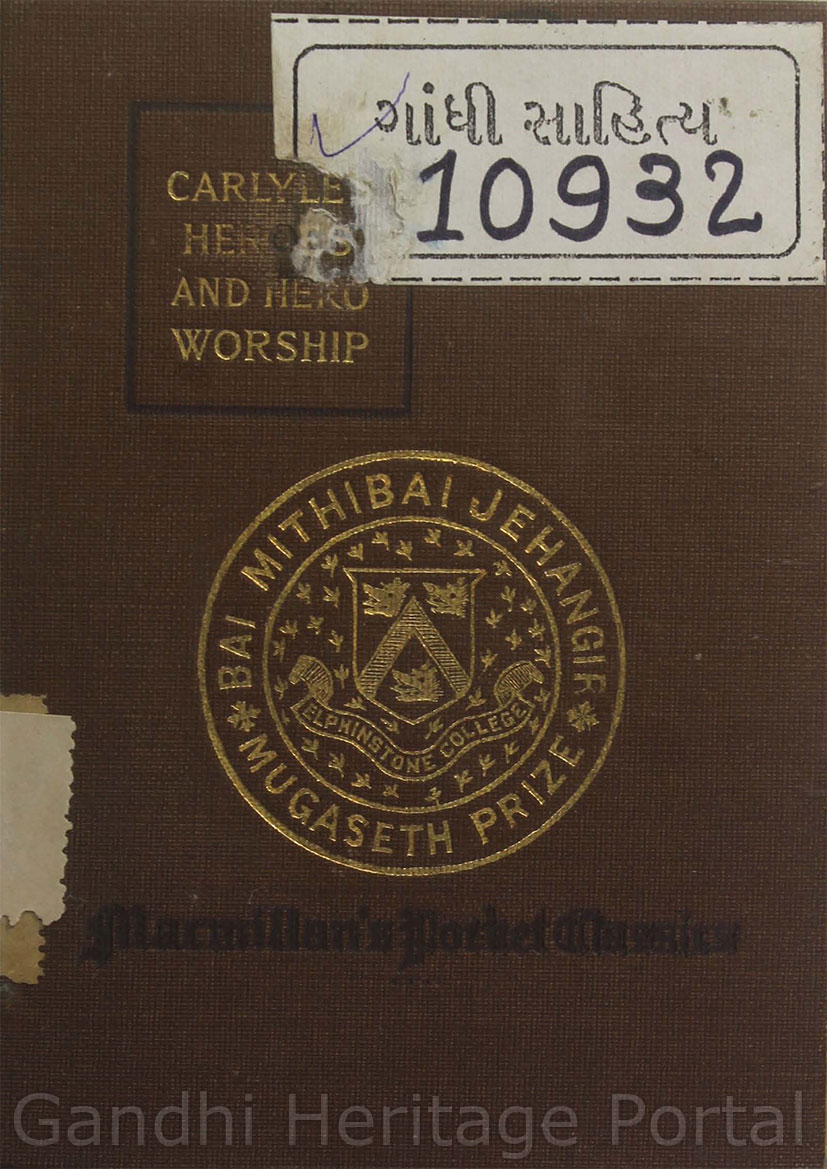 ગાંધી સાહિત્ય
10932
CARLYLE'S
HEROES
AND HERO
WORSHIP
BAI MITHIBAI JEHANGIR
MUGASETH PRIZE
ELPHINSTONE COLLEGE
Macmillan's Pocket Classics
Gandhi Heritage Portal